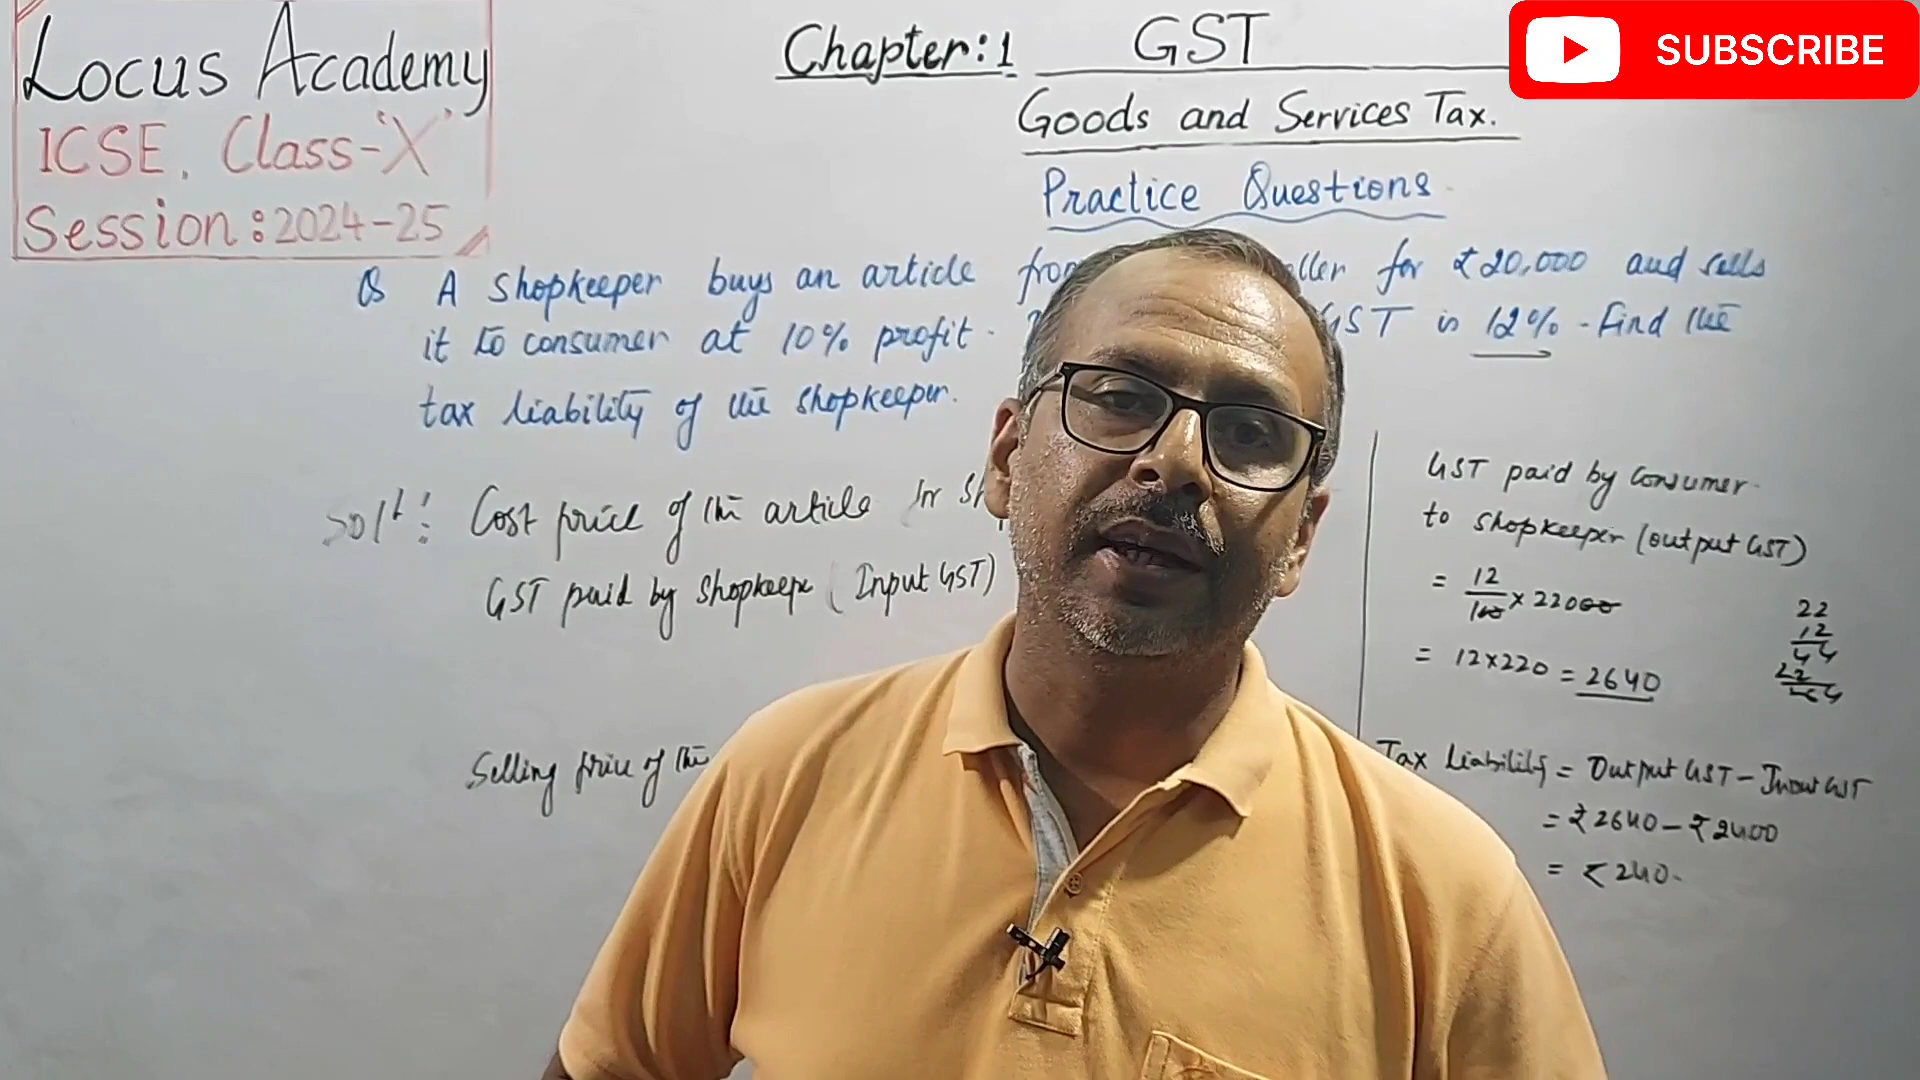 Locus Academy
ICSE, Class-"X"
Session: 2024-25
Chapter: 1 GST
Goods and Services Tax.
Practice Questions
SUBSCRIBE
Q A Shopkeeper buys an article for ₹20,000 and sells
it to consumer at 10% profit. GST is 12%. Find the
tax liability of the shopkeeper.
Solt: Cost price of the article for
GST paid by Shopkeepe (Input GST)
Selling price of the
GST paid by Consumer
to Shopkeeper (output GST)
= 12/100 x 22000
= 12x220 = 2640
22
12
44
22
264
Tax Liability = Output GST - Input GST
= ₹2640 - ₹2400
= ₹240.